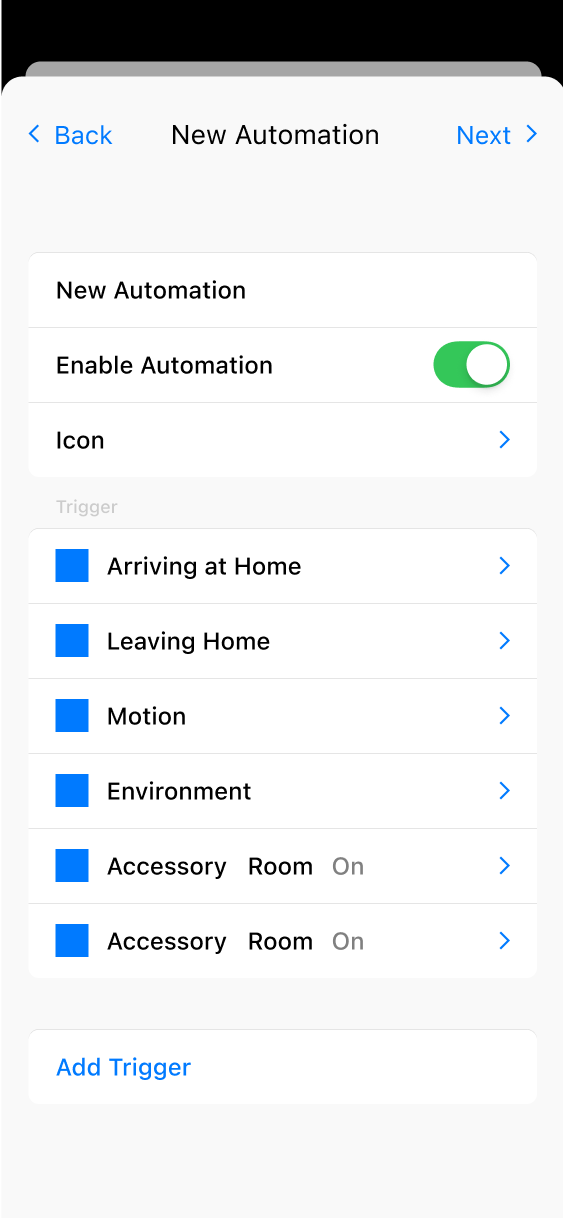 Back New Automation Next
New Automation
Enable Automation
Icon
Trigger
Arriving at Home
Leaving Home
Motion
Environment
Accessory Room On
Accessory Room On
Add Trigger